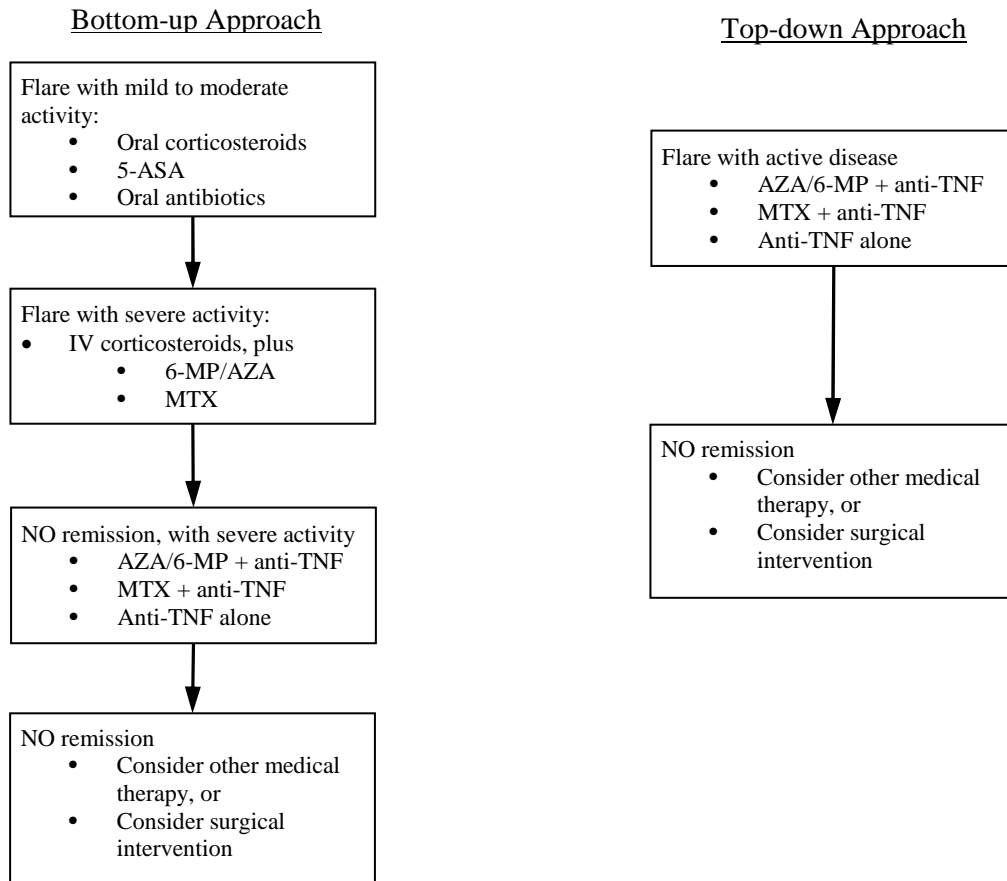 Bottom-up Approach
Flare with mild to moderate
activity:
• Oral corticosteroids
• 5-ASA
• Oral antibiotics
Flare with severe activity:
• IV corticosteroids, plus
• 6-MP/AZA
• MTX
NO remission, with severe activity
• AZA/6-MP + anti-TNF
• MTX + anti-TNF
• Anti-TNF alone
NO remission
• Consider other medical
therapy, or
• Consider surgical
intervention
Top-down Approach
Flare with active disease
• AZA/6-MP + anti-TNF
• MTX + anti-TNF
• Anti-TNF alone
NO remission
• Consider other medical
therapy, or
• Consider surgical
intervention